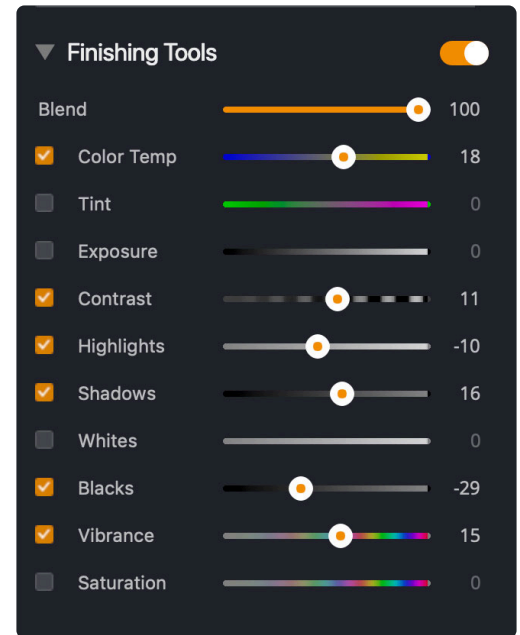 Finishing Tools
Blend 100
Color Temp 18
Tint 0
Exposure 0
Contrast 11
Highlights -10
Shadows 16
Whites 0
Blacks -29
Vibrance 15
Saturation 0